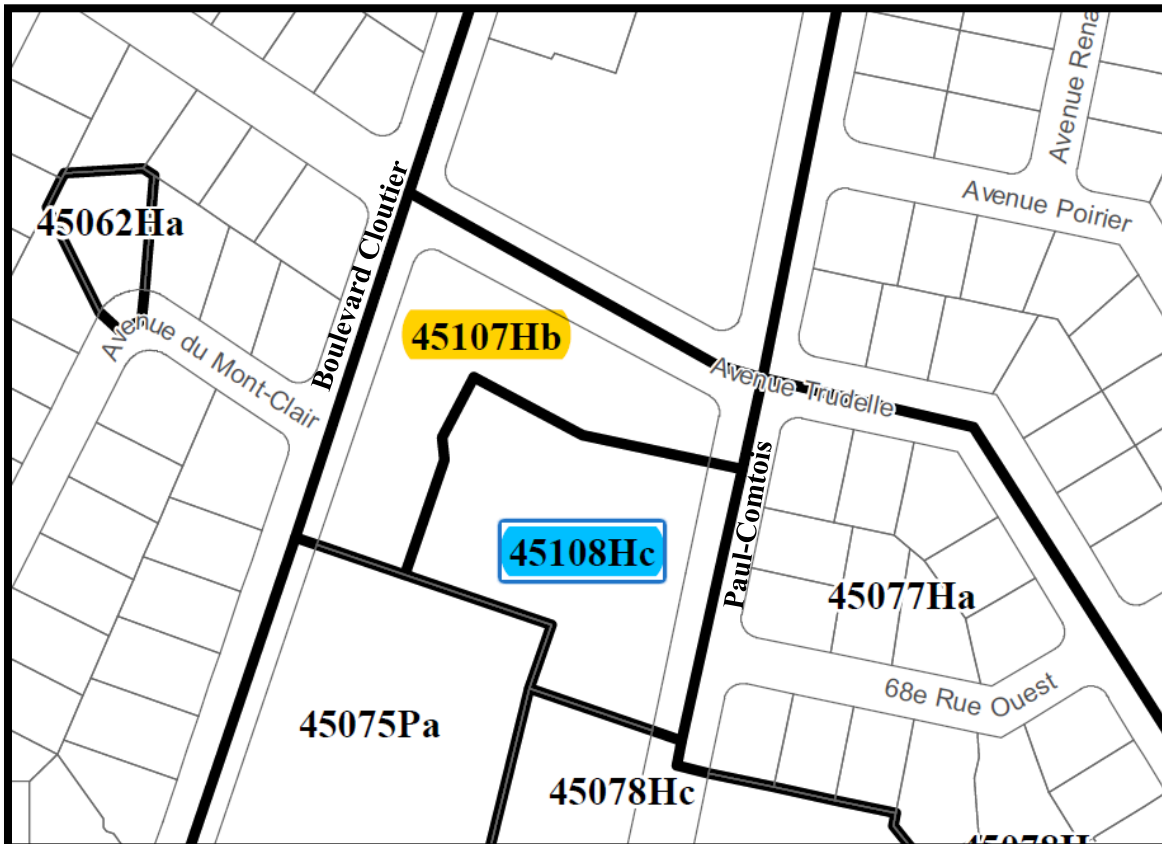 Avenue Rena
Avenue Poirier
45062Ha
Boulevard Cloutier
Avenue du Mont-Clair
45107Hb
Avenue Trudelle
Paul-Comtois
45108Hc
45077Ha
68e Rue Ouest
45075Pa
45078Hc